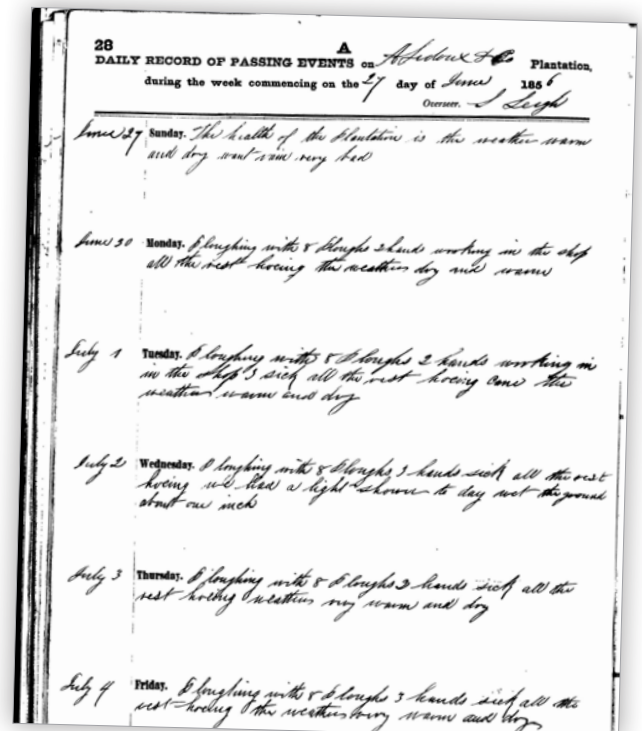 28
A
DAILY RECORD OF PASSING EVENTS on A Ledoux & Co Plantation,
during the week commencing on the 27 day of June 1856
Overseer. S Leigh
June 27 Sunday. The health of the Plantation is the weather warm
and dry want rain very bad
June 30 Monday. Ploughing with 8 Ploughs 2 hands working in the shop
all the rest hoeing the weather dry and warm
July 1 Tuesday. Ploughing with 8 Ploughs 2 hands working in
in the shop 3 sick all the rest hoeing cane the
weather warm and dry
July 2 Wednesday. Ploughing with 8 Ploughs 3 hands sick all the rest
hoeing we had a light shower to day wet the ground
about one inch
July 3 Thursday. Ploughing with 8 Ploughs 2 hands sick all the
rest hoeing weather very warm and dry
July 4 Friday. Ploughing with 8 Ploughs 3 hands sick all the
rest hoeing the weather very warm and dry